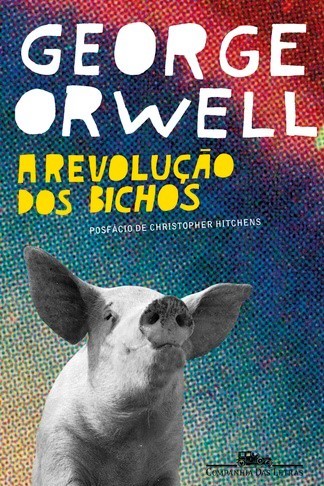 GEORGE
ORWELL
A REVOLUÇÃO
DOS BICHOS
POSFÁCIO DE CHRISTOPHER HITCHENS
COMPANHIA DAS LETRAS